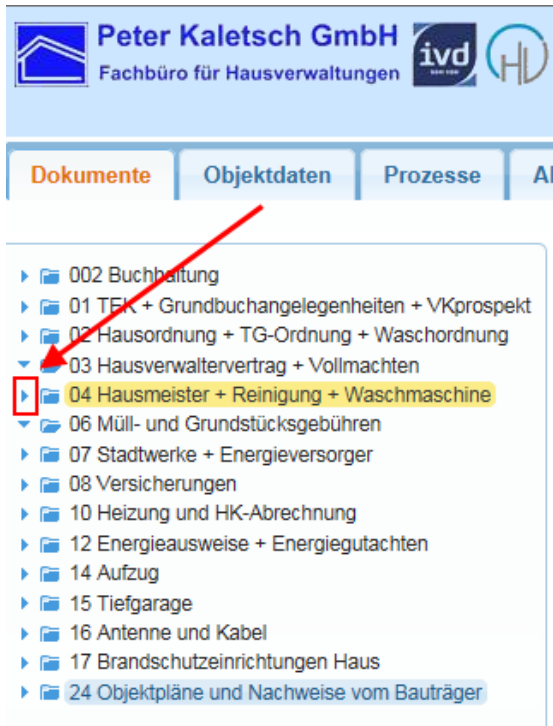 Peter Kaletsch GmbH
Fachbüro für Hausverwaltungen
ivd
Dokumente
Objektdaten
Prozesse
002 Buchhaltung
01 TEK + Grundbuchangelegenheiten + VKprospekt
02 Hausordnung + TG-Ordnung + Waschordnung
03 Hausverwaltervertrag + Vollmachten
04 Hausmeister + Reinigung + Waschmaschine
06 Müll- und Grundstücksgebühren
07 Stadtwerke + Energieversorger
08 Versicherungen
10 Heizung und HK-Abrechnung
12 Energieausweise + Energiegutachten
14 Aufzug
15 Tiefgarage
16 Antenne und Kabel
17 Brandschutzeinrichtungen Haus
24 Objektpläne und Nachweise vom Bauträger